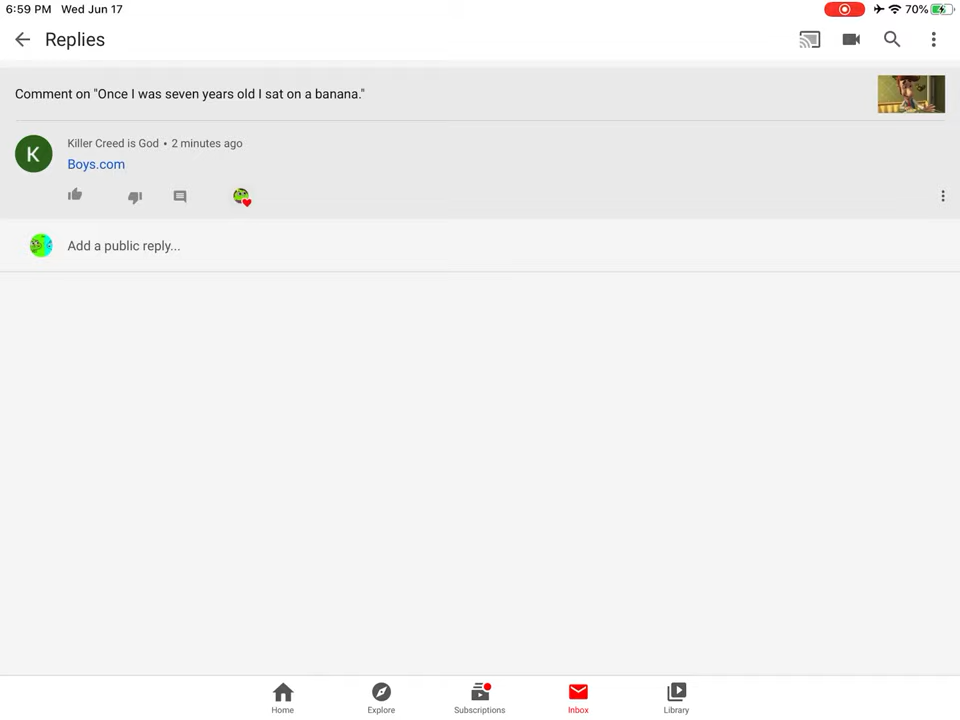 6:59 PM Wed Jun 17 70%
Replies
Comment on "Once I was seven years old I sat on a banana."
K
Killer Creed is God • 2 minutes ago
Boys.com
Add a public reply...
Home Explore Subscriptions Inbox Library